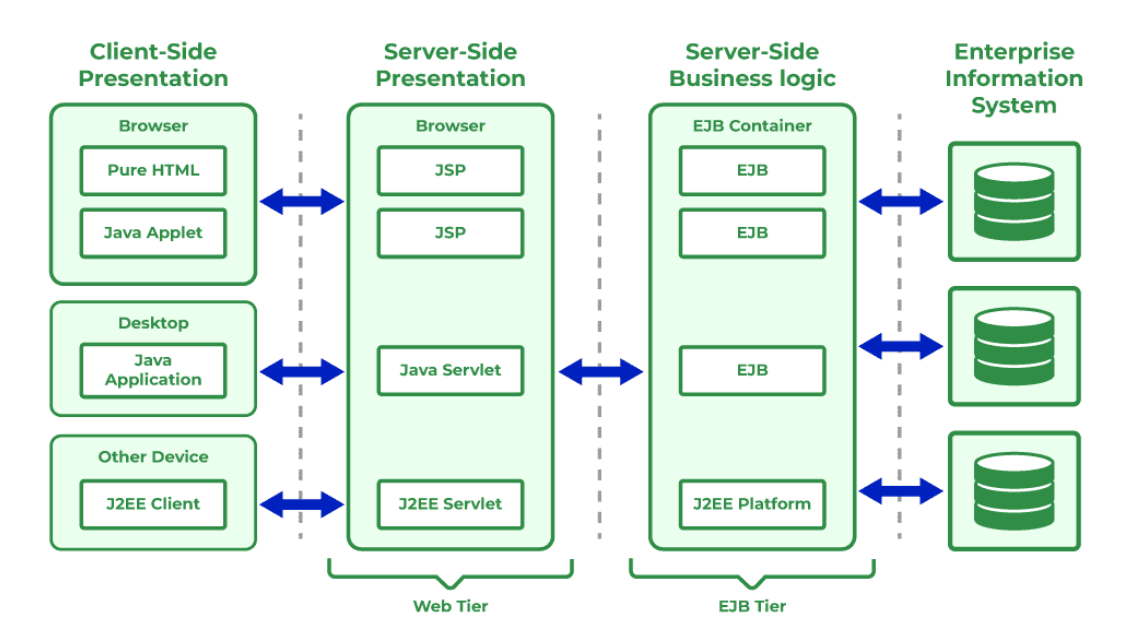 Client-Side
Presentation
Server-Side
Presentation
Server-Side
Business logic
Enterprise
Information
System
Browser
Pure HTML
Java Applet
Desktop
Java
Application
Other Device
J2EE Client
Browser
JSP
JSP
Java Servlet
J2EE Servlet
EJB Container
EJB
EJB
EJB
J2EE Platform
Web Tier
EJB Tier